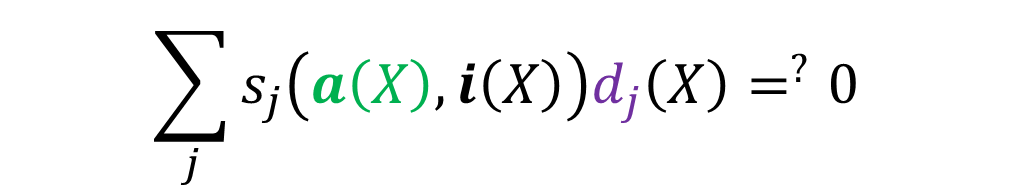 ∑_j s_j(a(X), i(X))d_j(X) =^? 0